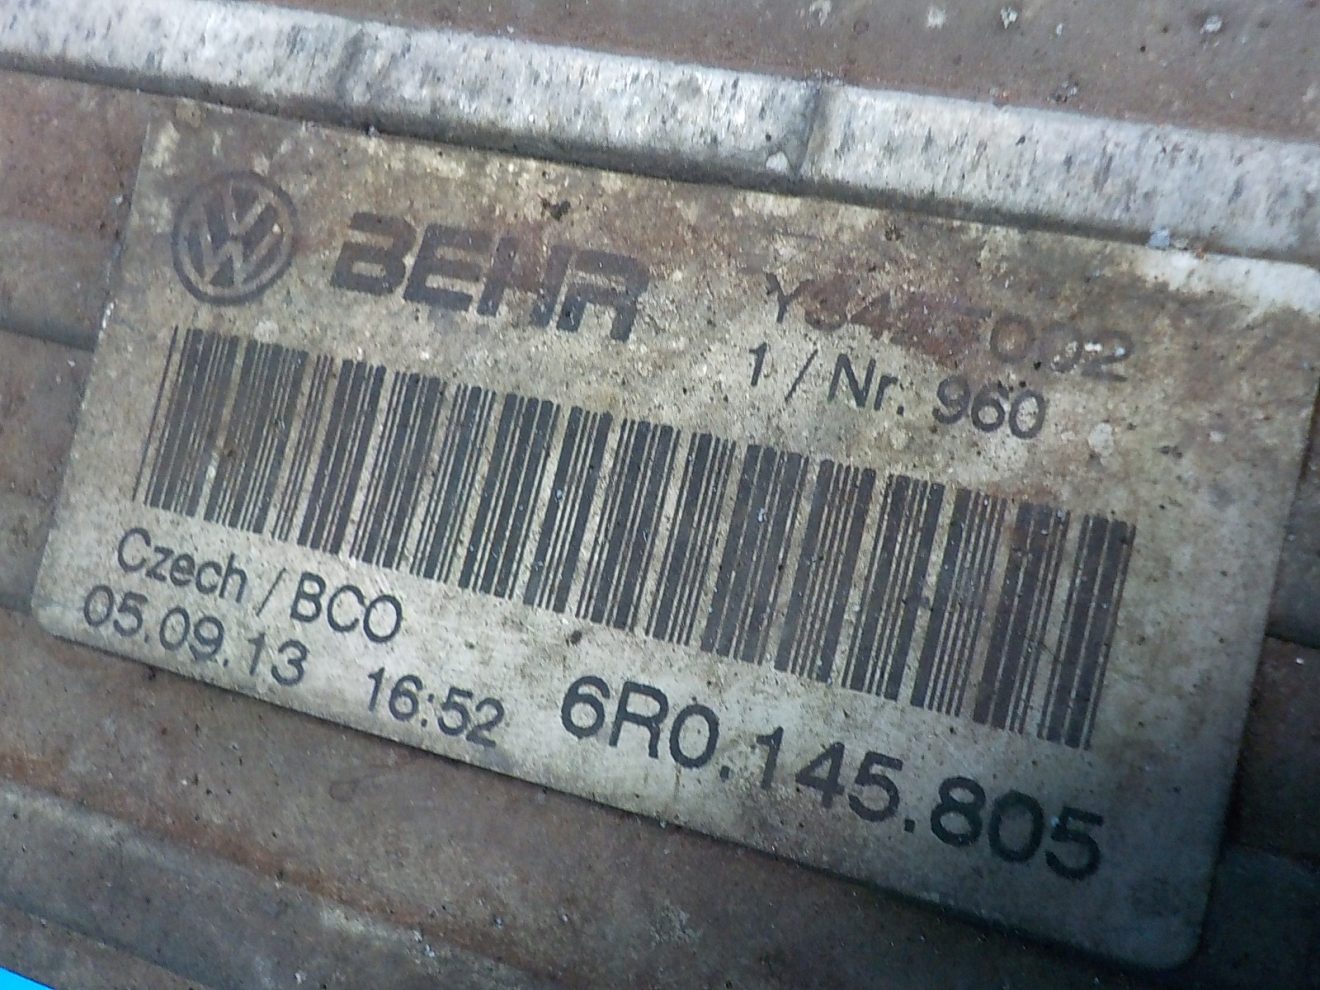 BEHR
1 / Nr. 960
Czech / BCO
05.09.13 16:52 6R0.145.805